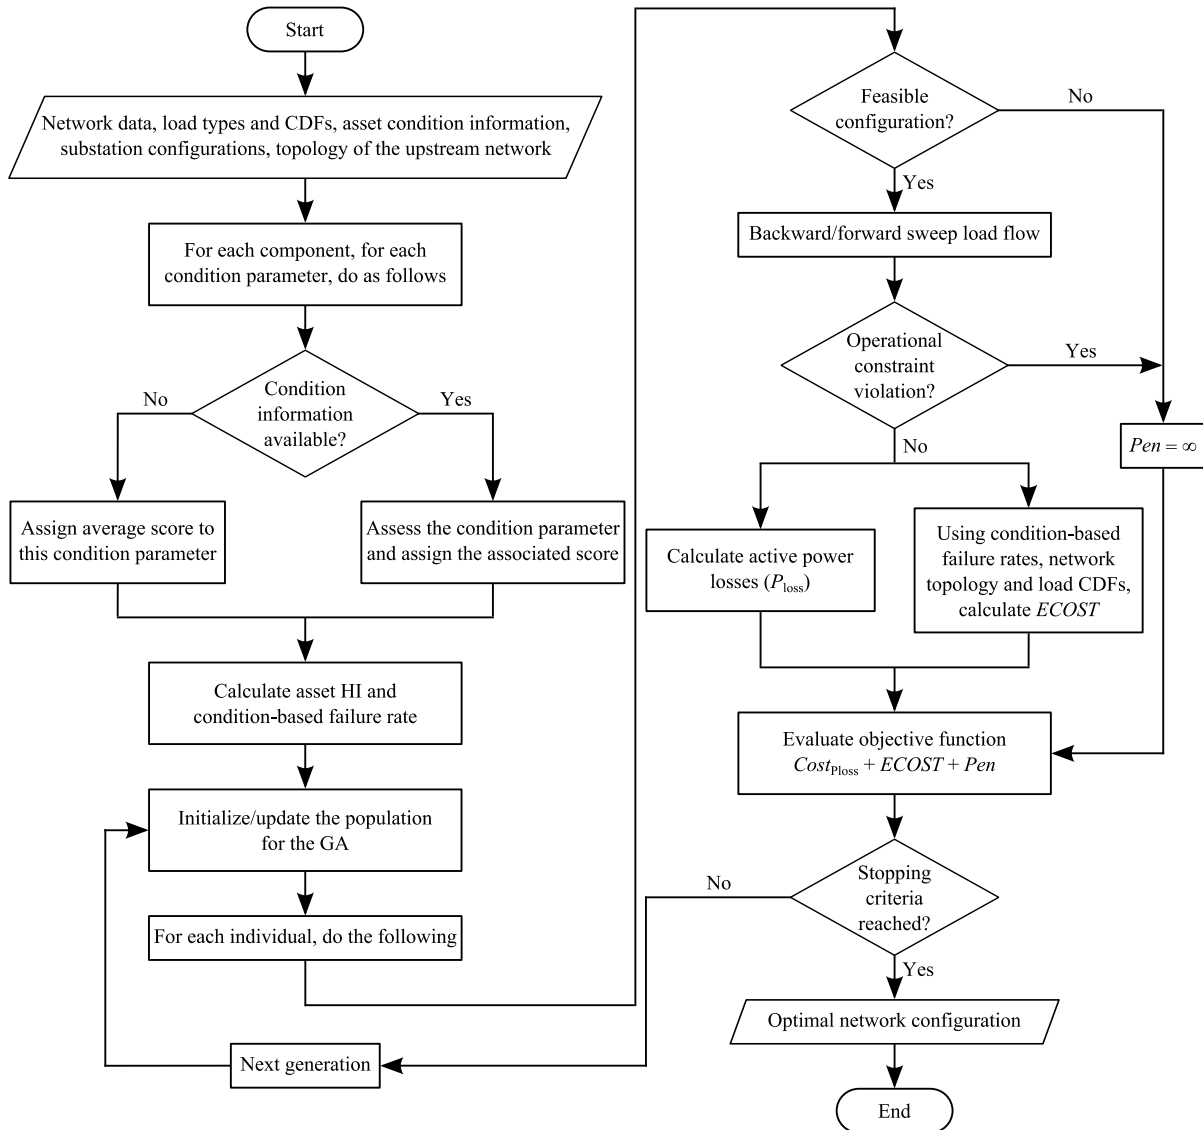 Start
Network data, load types and CDFs, asset condition information,
substation configurations, topology of the upstream network
For each component, for each
condition parameter, do as follows
Condition
information
available?
No
Yes
Assign average score to
this condition parameter
Assess the condition parameter
and assign the associated score
Calculate asset HI and
condition-based failure rate
Initialize/update the population
for the GA
For each individual, do the following
Next generation
Feasible
configuration?
No
Yes
Backward/forward sweep load flow
Operational
constraint
violation?
Yes
No
Pen = ∞
Calculate active power
losses (Ploss)
Using condition-based
failure rates, network
topology and load CDFs,
calculate ECOST
Evaluate objective function
CostPloss + ECOST + Pen
Stopping
criteria
reached?
No
Yes
Optimal network configuration
End